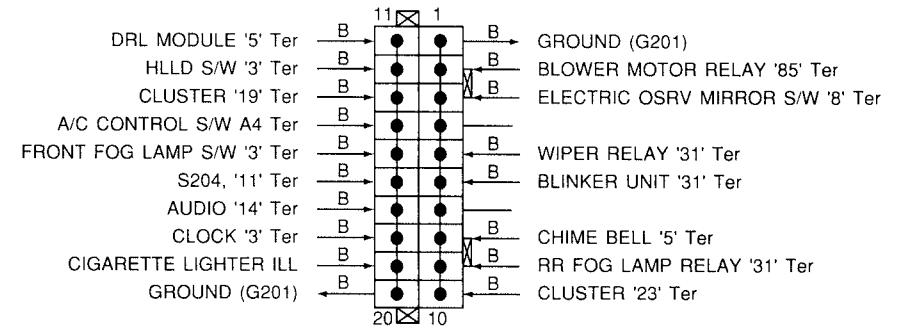 11 1
DRL MODULE '5' Ter B B GROUND (G201)
HLLD S/W '3' Ter B B BLOWER MOTOR RELAY '85' Ter
CLUSTER '19' Ter B B ELECTRIC OSRV MIRROR S/W '8' Ter
A/C CONTROL S/W A4 Ter B
FRONT FOG LAMP S/W '3' Ter B B WIPER RELAY '31' Ter
S204, '11' Ter B B BLINKER UNIT '31' Ter
AUDIO '14' Ter B
CLOCK '3' Ter B B CHIME BELL '5' Ter
CIGARETTE LIGHTER ILL B B RR FOG LAMP RELAY '31' Ter
GROUND (G201) B B CLUSTER '23' Ter
20 10